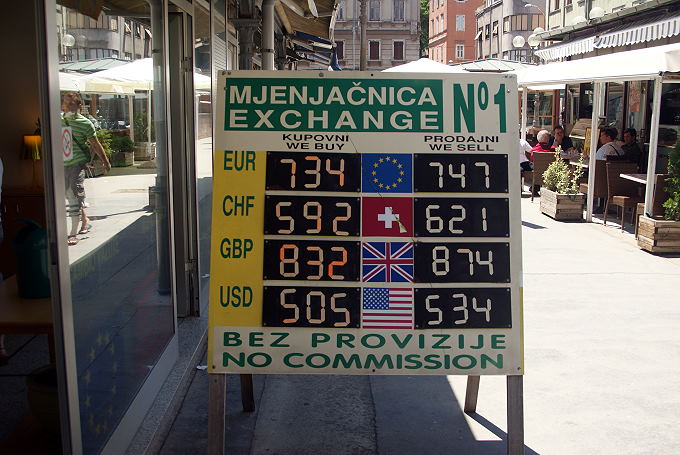 MJENJAČNICA
EXCHANGE
Nº1
KUPOVNI PRODAJNI
WE BUY WE SELL
EUR 734 747
CHF 592 621
GBP 832 874
USD 505 534
BEZ PROVIZIJE
NO COMMISSION